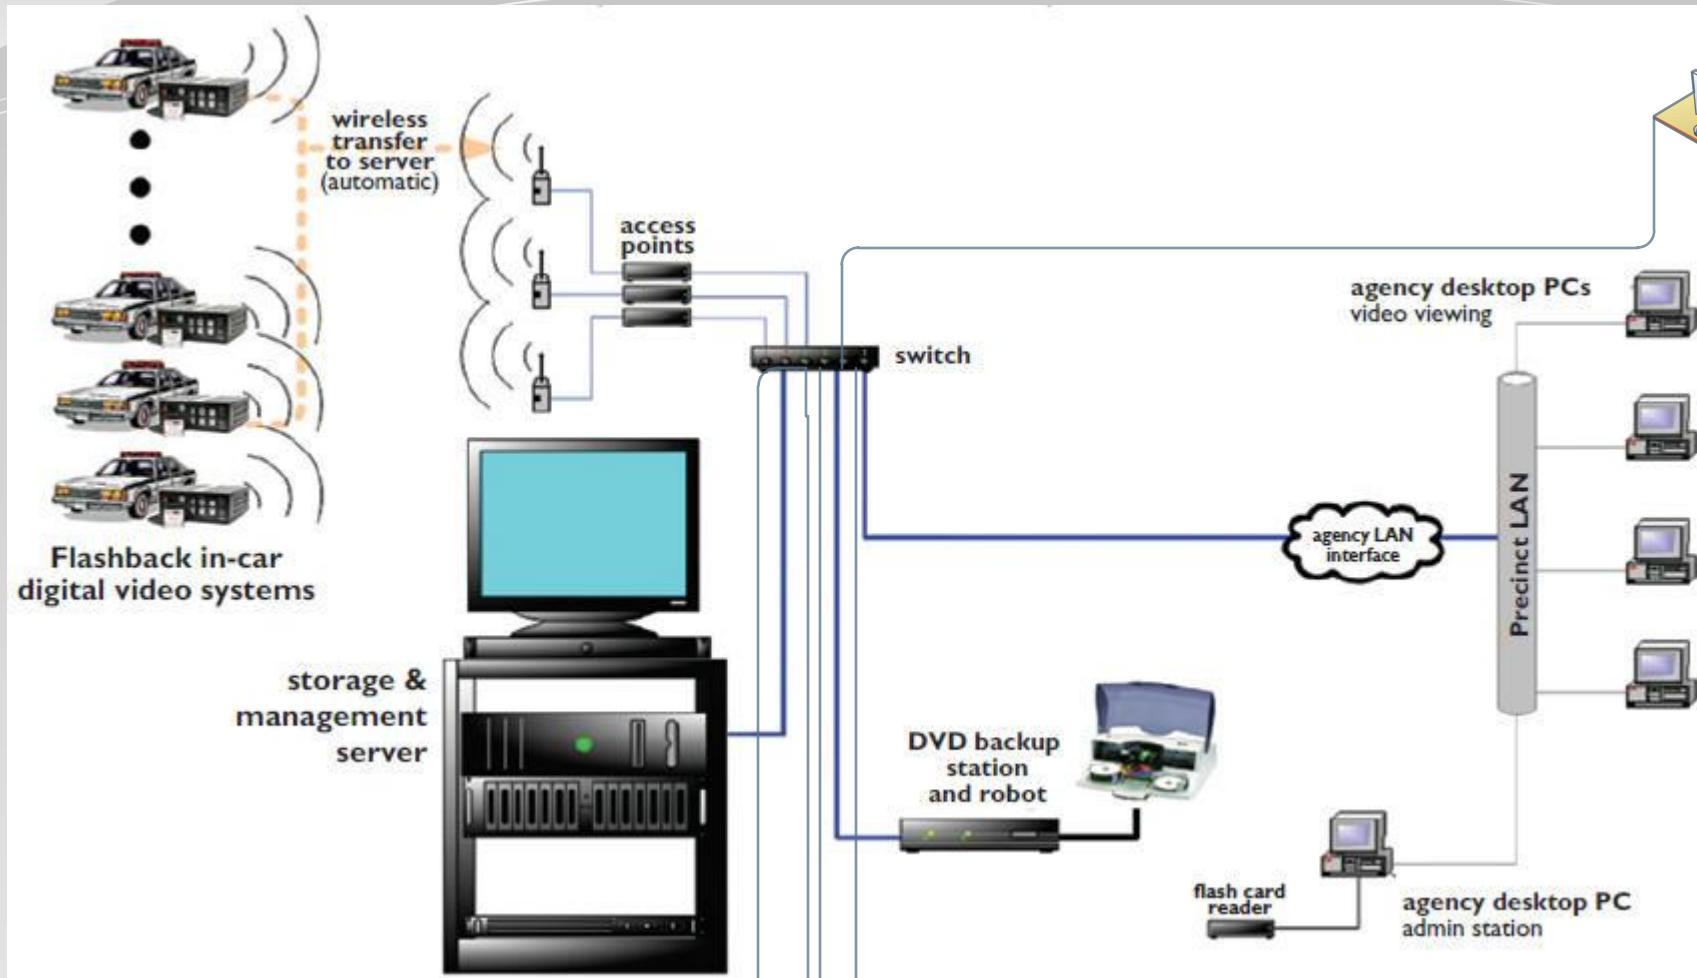 wireless
transfer
to server
(automatic)
access
points
switch
agency desktop PCs
video viewing
Flashback in-car
digital video systems
agency LAN
interface
Precinct LAN
storage &
management
server
DVD backup
station
and robot
flash card
reader
agency desktop PC
admin station